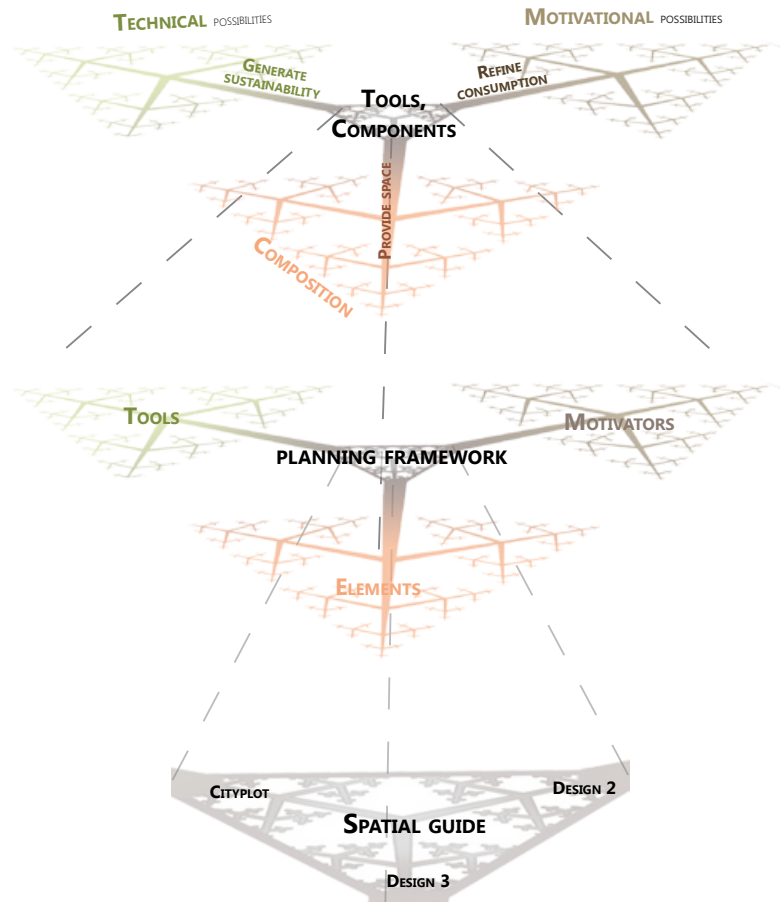 Technical possibilities
Motivational possibilities
Generate
sustainability
Refine
consumption
Tools,
Components
Provide space
Composition
Tools
Motivators
planning framework
Elements
Cityplot
Design 2
Spatial guide
Design 3